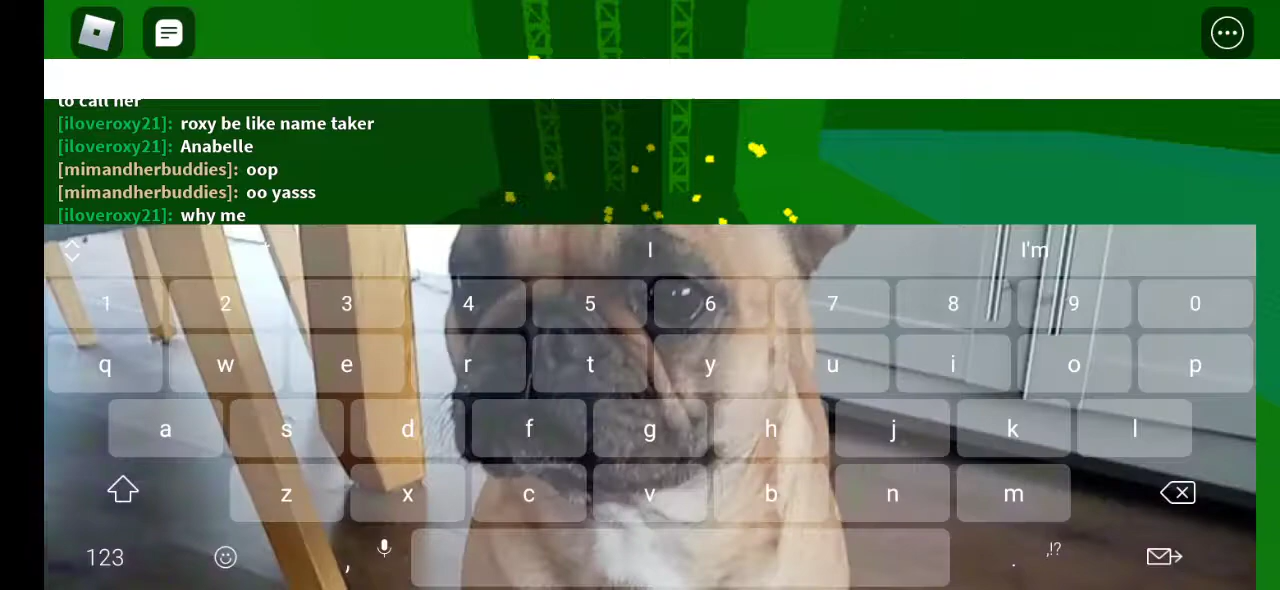 to call her
[iloveroxy21]: roxy be like name taker
[iloveroxy21]: Anabelle
[mimandherbuddies]: oop
[mimandherbuddies]: oo yasss
[iloveroxy21]: why me
I I'm
1 2 3 4 5 6 7 8 9 0
q w e r t y u i o p
a s d f g h j k l
z x c v b n m
123 , . ,!?